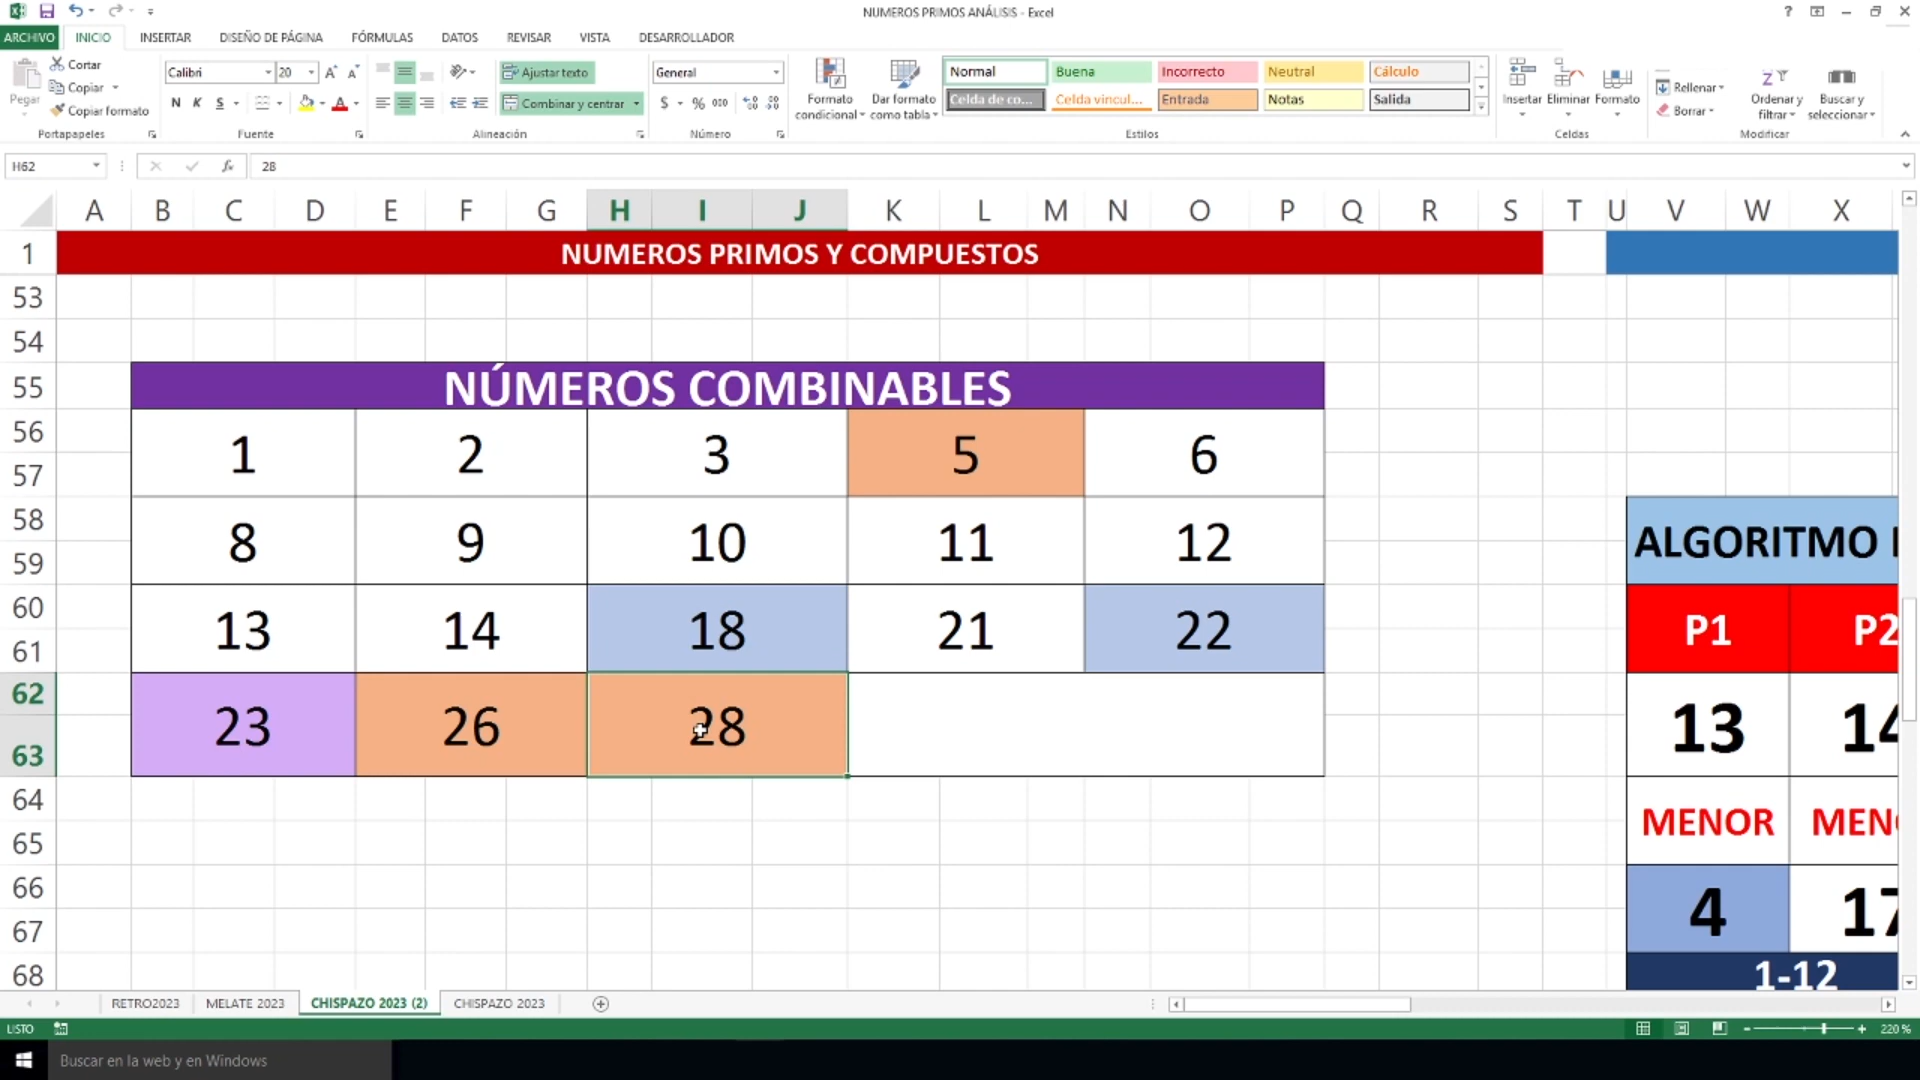 NUMEROS PRIMOS ANÁLISIS - Excel
ARCHIVO INICIO INSERTAR DISEÑO DE PÁGINA FÓRMULAS DATOS REVISAR VISTA DESARROLLADOR
Pegar
Cortar
Copiar
Copiar formato
Portapapeles
Calibri 20
N K S
Fuente
Ajustar texto
Combinar y centrar
Alineación
General
$ % 000
Número
Formato condicional
Dar formato como tabla
Normal Buena Incorrecto Neutral Cálculo
Celda de co... Celda vincul... Entrada Notas Salida
Estilos
Insertar Eliminar Formato
Celdas
Rellenar
Borrar
Ordenar y filtrar
Buscar y seleccionar
Modificar
H62 fx 28
A B C D E F G H I J K L M N O P Q R S T U V W X
1 NUMEROS PRIMOS Y COMPUESTOS
53
54
55 NÚMEROS COMBINABLES
56
57
1 2 3 5 6
58
59
8 9 10 11 12
ALGORITMO
60
61
13 14 18 21 22
P1 P2
62
63
23 26 28
13 14
64
65
MENOR
66
67
4 17
68 1-12
RETRO2023 MELATE 2023 CHISPAZO 2023 (2) CHISPAZO 2023
LISTO
220 %
Buscar en la web y en Windows